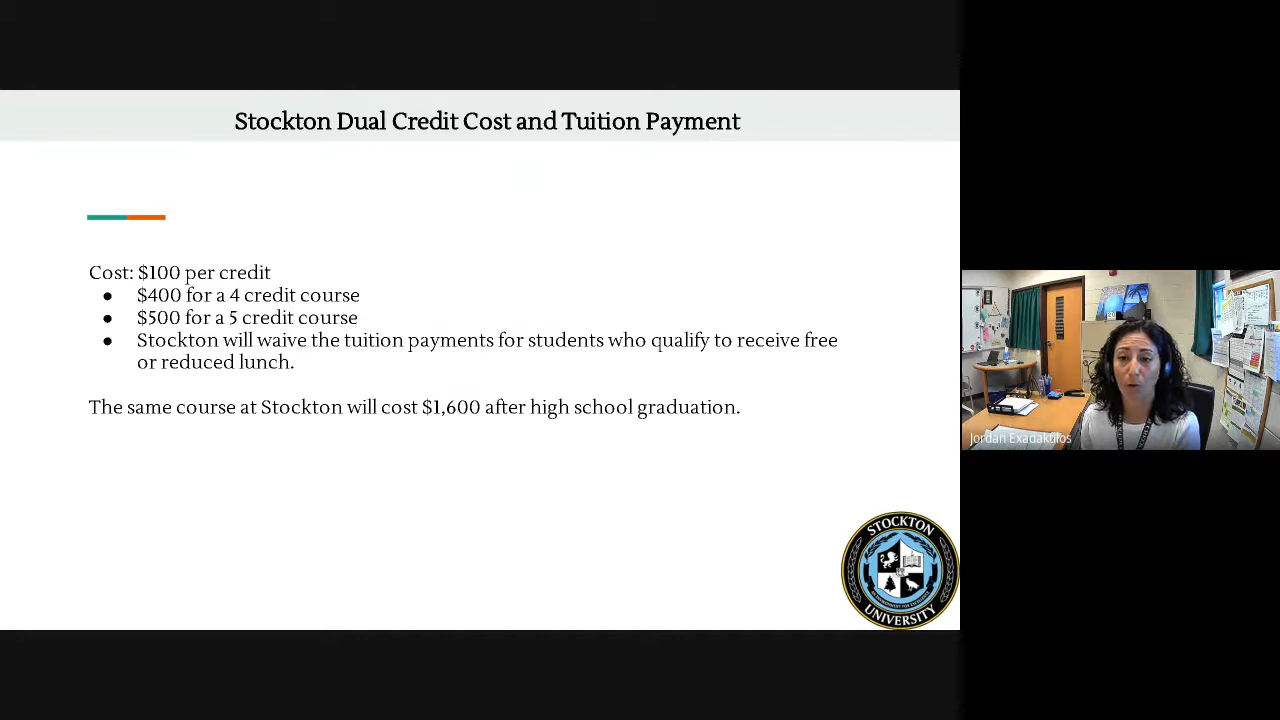 Stockton Dual Credit Cost and Tuition Payment
Cost: $100 per credit
● $400 for a 4 credit course
● $500 for a 5 credit course
● Stockton will waive the tuition payments for students who qualify to receive free
or reduced lunch.
The same course at Stockton will cost $1,600 after high school graduation.
STOCKTON
UNIVERSITY
Jordan Exadaktilos